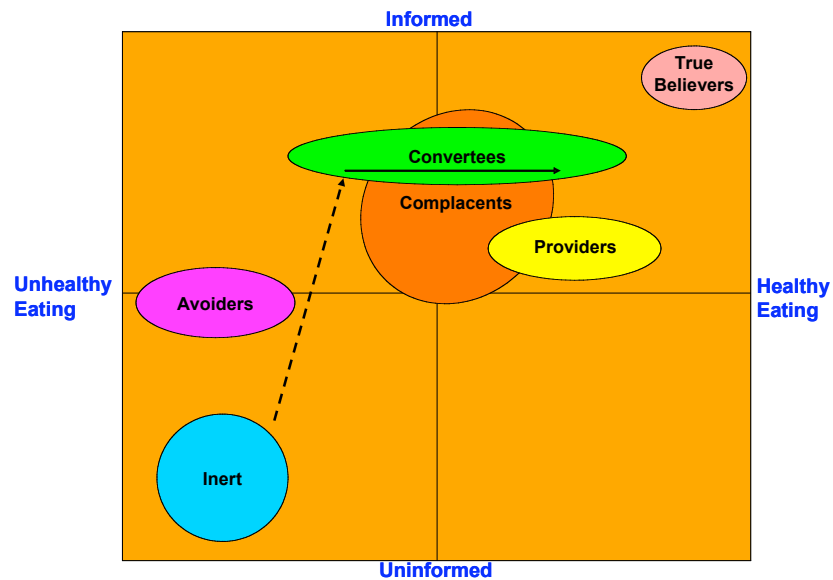 Informed
True
Believers
Convertees
Complacents
Providers
Unhealthy
Eating
Healthy
Eating
Avoiders
Inert
Uninformed